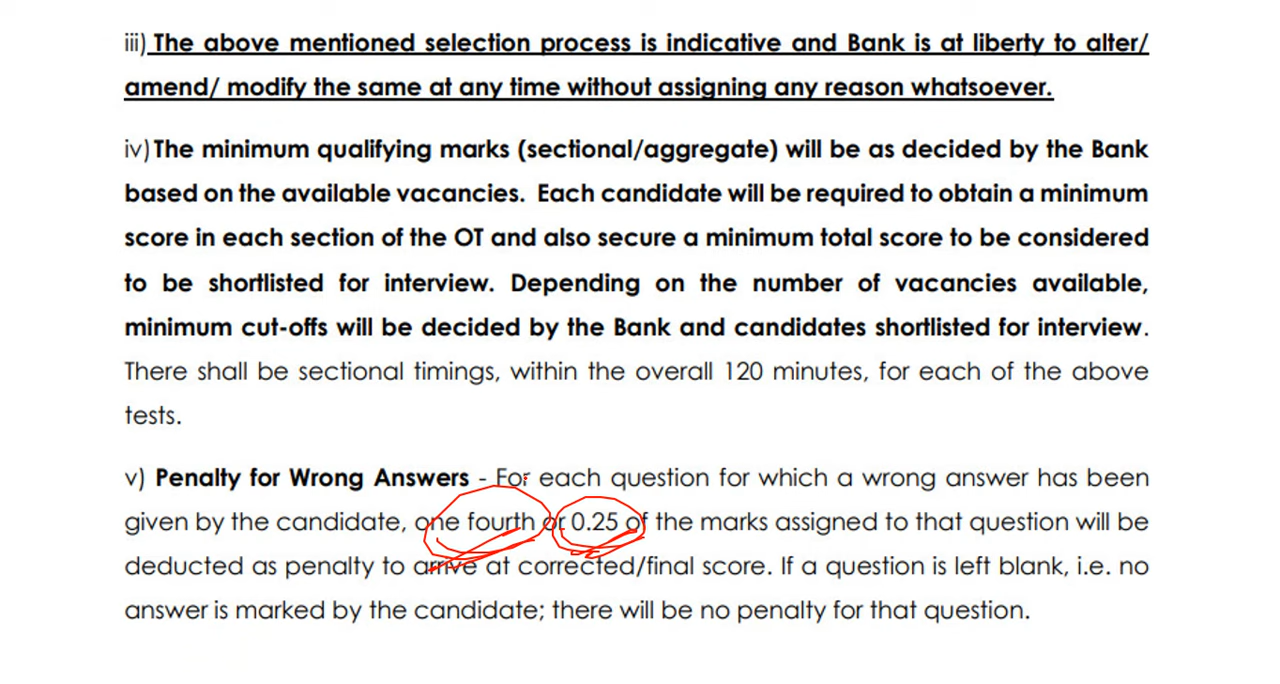 iii) The above mentioned selection process is indicative and Bank is at liberty to alter/
amend/ modify the same at any time without assigning any reason whatsoever.
iv) The minimum qualifying marks (sectional/aggregate) will be as decided by the Bank
based on the available vacancies. Each candidate will be required to obtain a minimum
score in each section of the OT and also secure a minimum total score to be considered
to be shortlisted for interview. Depending on the number of vacancies available,
minimum cut-offs will be decided by the Bank and candidates shortlisted for interview.
There shall be sectional timings, within the overall 120 minutes, for each of the above
tests.
v) Penalty for Wrong Answers - For each question for which a wrong answer has been
given by the candidate, one fourth or 0.25 of the marks assigned to that question will be
deducted as penalty to arrive at corrected/final score. If a question is left blank, i.e. no
answer is marked by the candidate; there will be no penalty for that question.